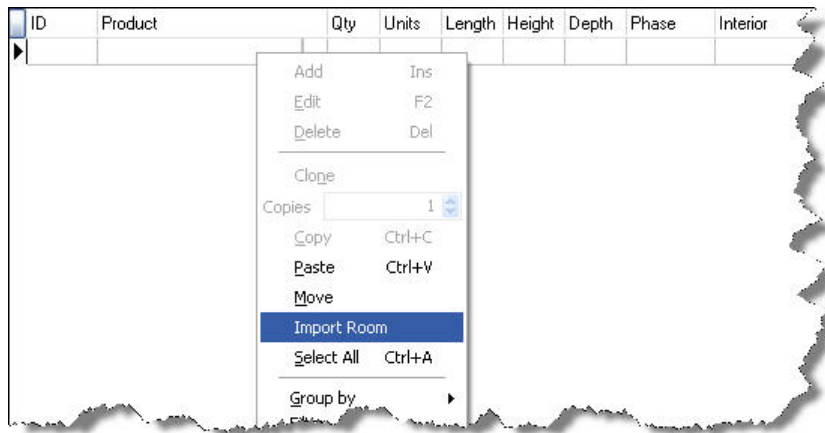 ID Product Qty Units Length Height Depth Phase Interior
Add Ins
Edit F2
Delete Del
Clone
Copies 1
Copy Ctrl+C
Paste Ctrl+V
Move
Import Room
Select All Ctrl+A
Group by